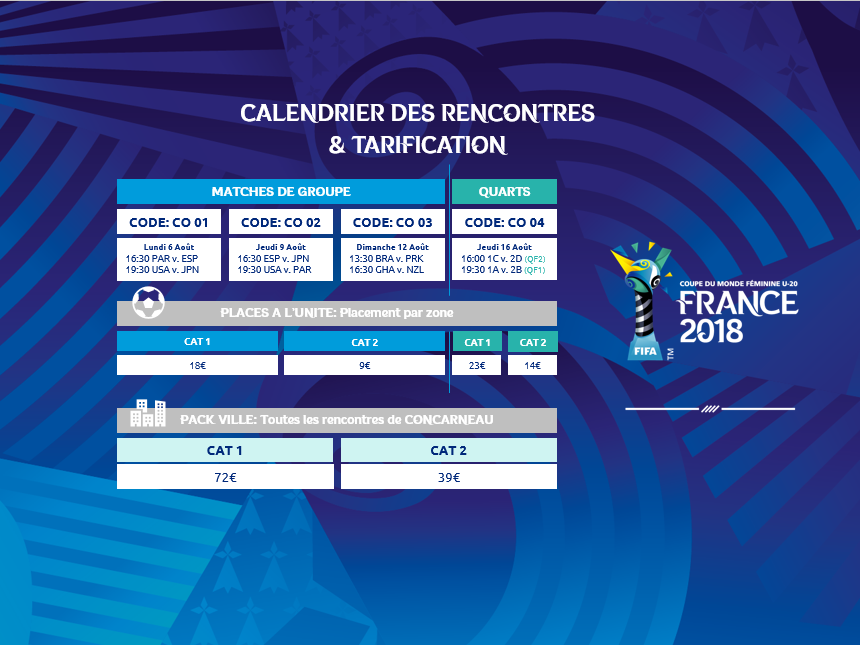 CALENDRIER DES RENCONTRES
& TARIFICATION
MATCHES DE GROUPE
QUARTS
CODE: CO 01
CODE: CO 02
CODE: CO 03
CODE: CO 04
Lundi 6 Août
16:30 PAR v. ESP
19:30 USA v. JPN
Jeudi 9 Août
16:30 ESP v. JPN
19:30 USA v. PAR
Dimanche 12 Août
13:30 BRA v. PRK
16:30 GHA v. NZL
Jeudi 16 Août
16:00 1C v. 2D (QF2)
19:30 1A v. 2B (QF1)
PLACES A L'UNITE: Placement par zone
CAT 1
CAT 2
CAT 1
CAT 2
18€
9€
23€
14€
PACK VILLE: Toutes les rencontres de CONCARNEAU
CAT 1
CAT 2
72€
39€
COUPE DU MONDE FÉMININE U-20
FRANCE
2018
FIFA
TM